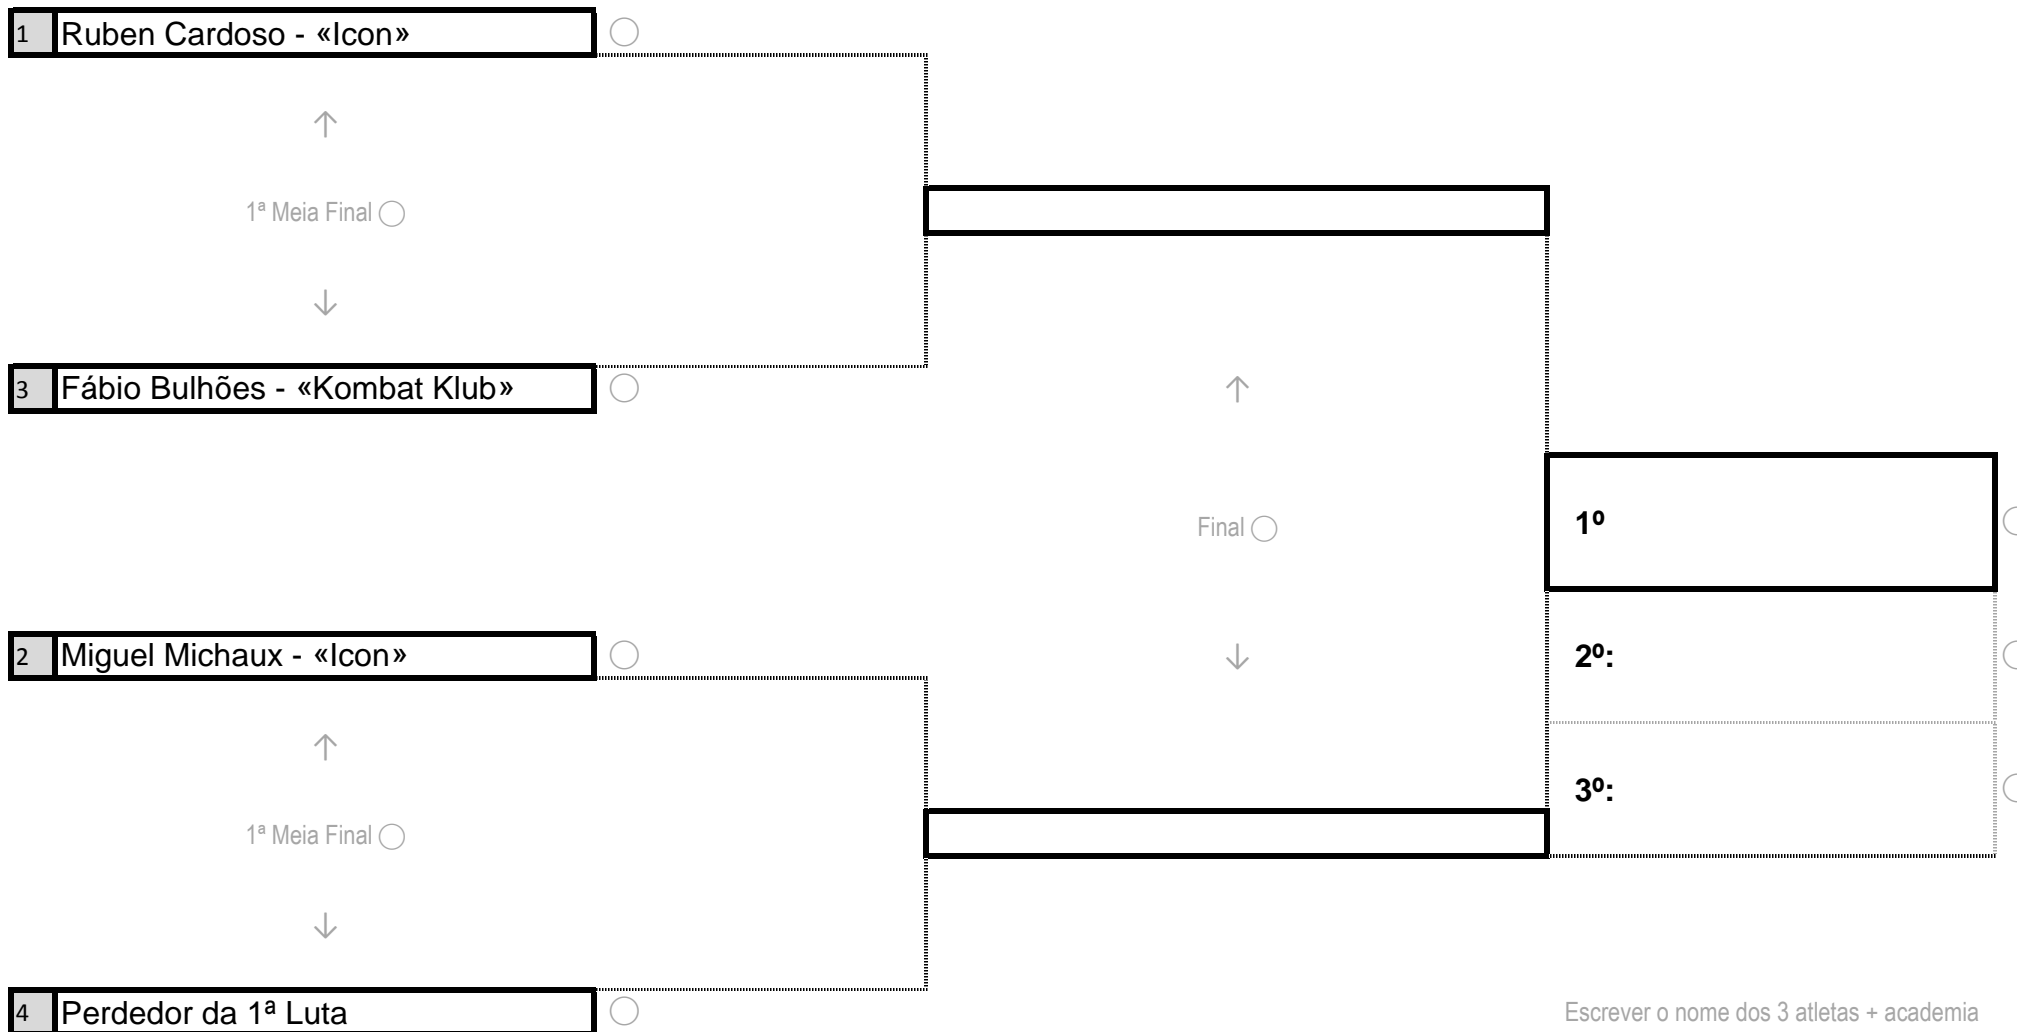 1 Ruben Cardoso - «Icon»
1ª Meia Final
3 Fábio Bulhões - «Kombat Klub»
Final
1º
2 Miguel Michaux - «Icon»
2º:
3º:
1ª Meia Final
4 Perdedor da 1ª Luta
Escrever o nome dos 3 atletas + academia